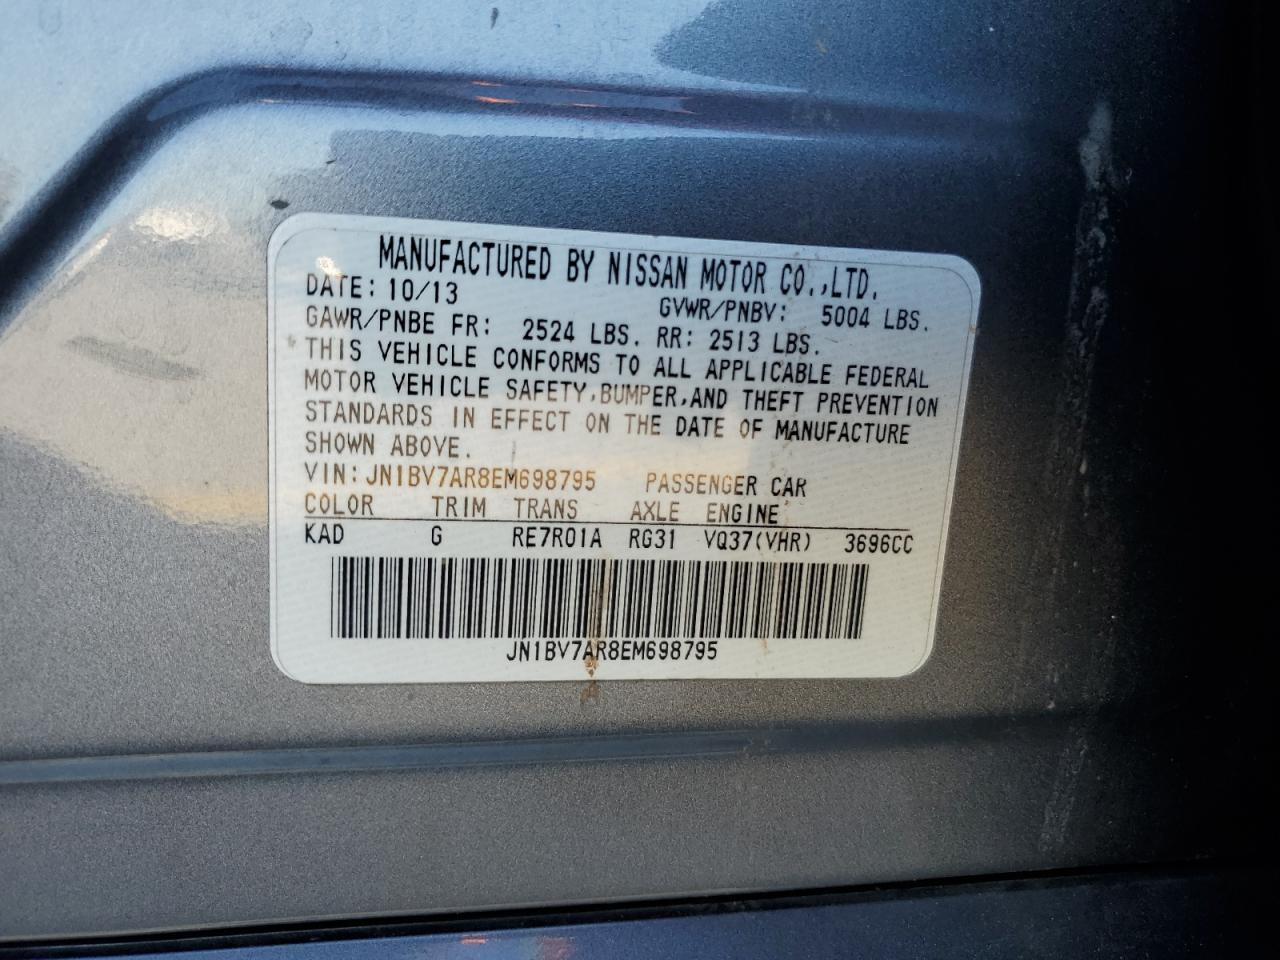 MANUFACTURED BY NISSAN MOTOR CO.,LTD.
DATE: 10/13 GVWR/PNBV: 5004 LBS.
GAWR/PNBE FR: 2524 LBS. RR: 2513 LBS.
THIS VEHICLE CONFORMS TO ALL APPLICABLE FEDERAL
MOTOR VEHICLE SAFETY,BUMPER,AND THEFT PREVENTION
STANDARDS IN EFFECT ON THE DATE OF MANUFACTURE
SHOWN ABOVE.
VIN: JN1BV7AR8EM698795 PASSENGER CAR
COLOR TRIM TRANS AXLE ENGINE
KAD G RE7R01A RG31 VQ37(VHR) 3696CC
JN1BV7AR8EM698795